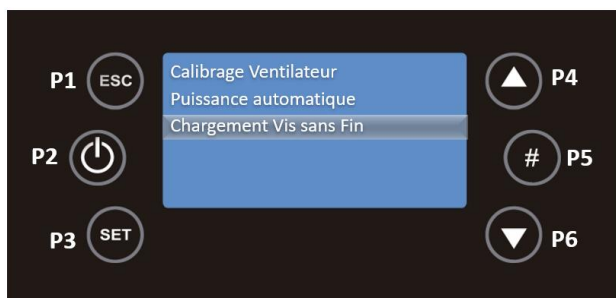 P1 ESC
Calibrage Ventilateur
Puissance automatique
Chargement Vis sans Fin
P4
P2
# P5
P3 SET
P6